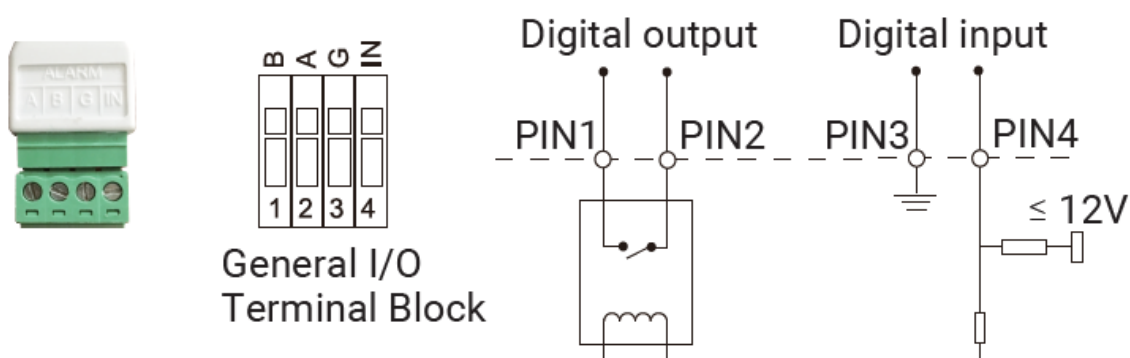 ALARM
A B G IN
B A G IN
1 2 3 4
General I/O
Terminal Block
Digital output
Digital input
PIN1
PIN2
PIN3
PIN4
≤ 12V